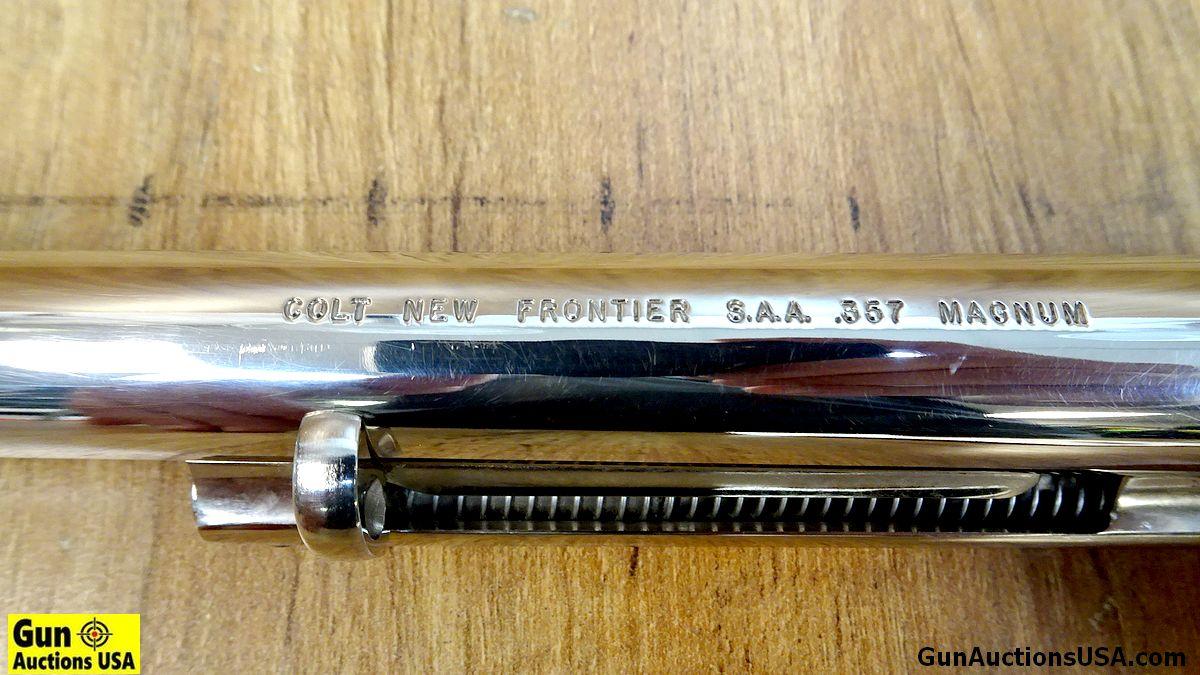 COLT NEW FRONTIER S.A.A. .357 MAGNUM
Gun
Auctions USA
GunAuctionsUSA.com